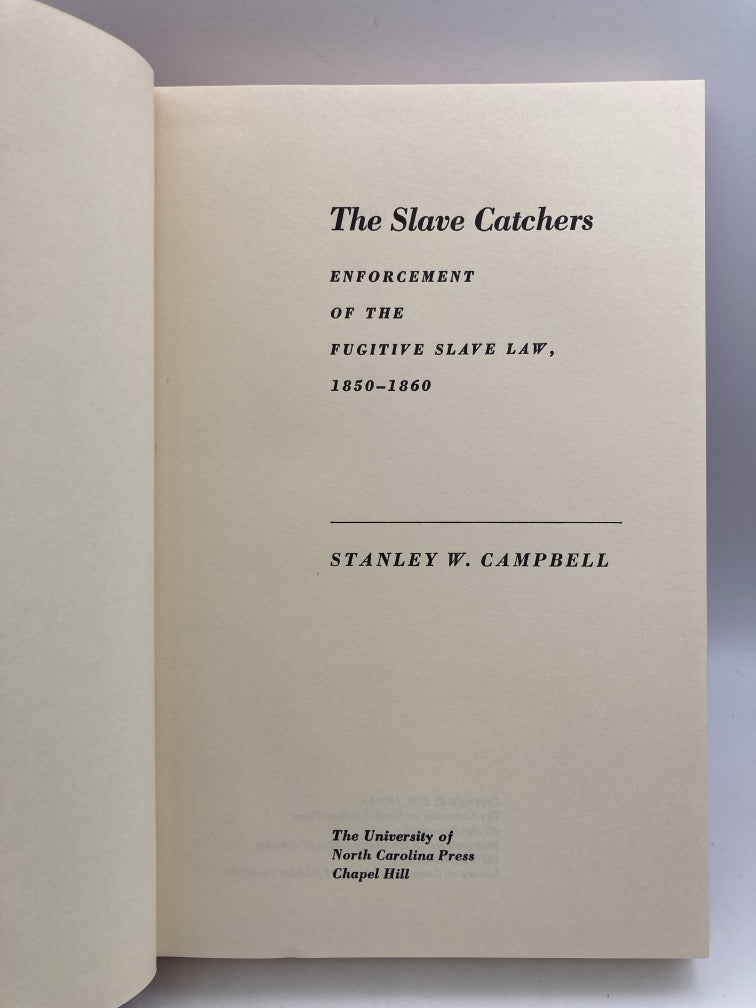 The Slave Catchers
ENFORCEMENT
OF THE
FUGITIVE SLAVE LAW,
1850–1860
STANLEY W. CAMPBELL
The University of
North Carolina Press
Chapel Hill